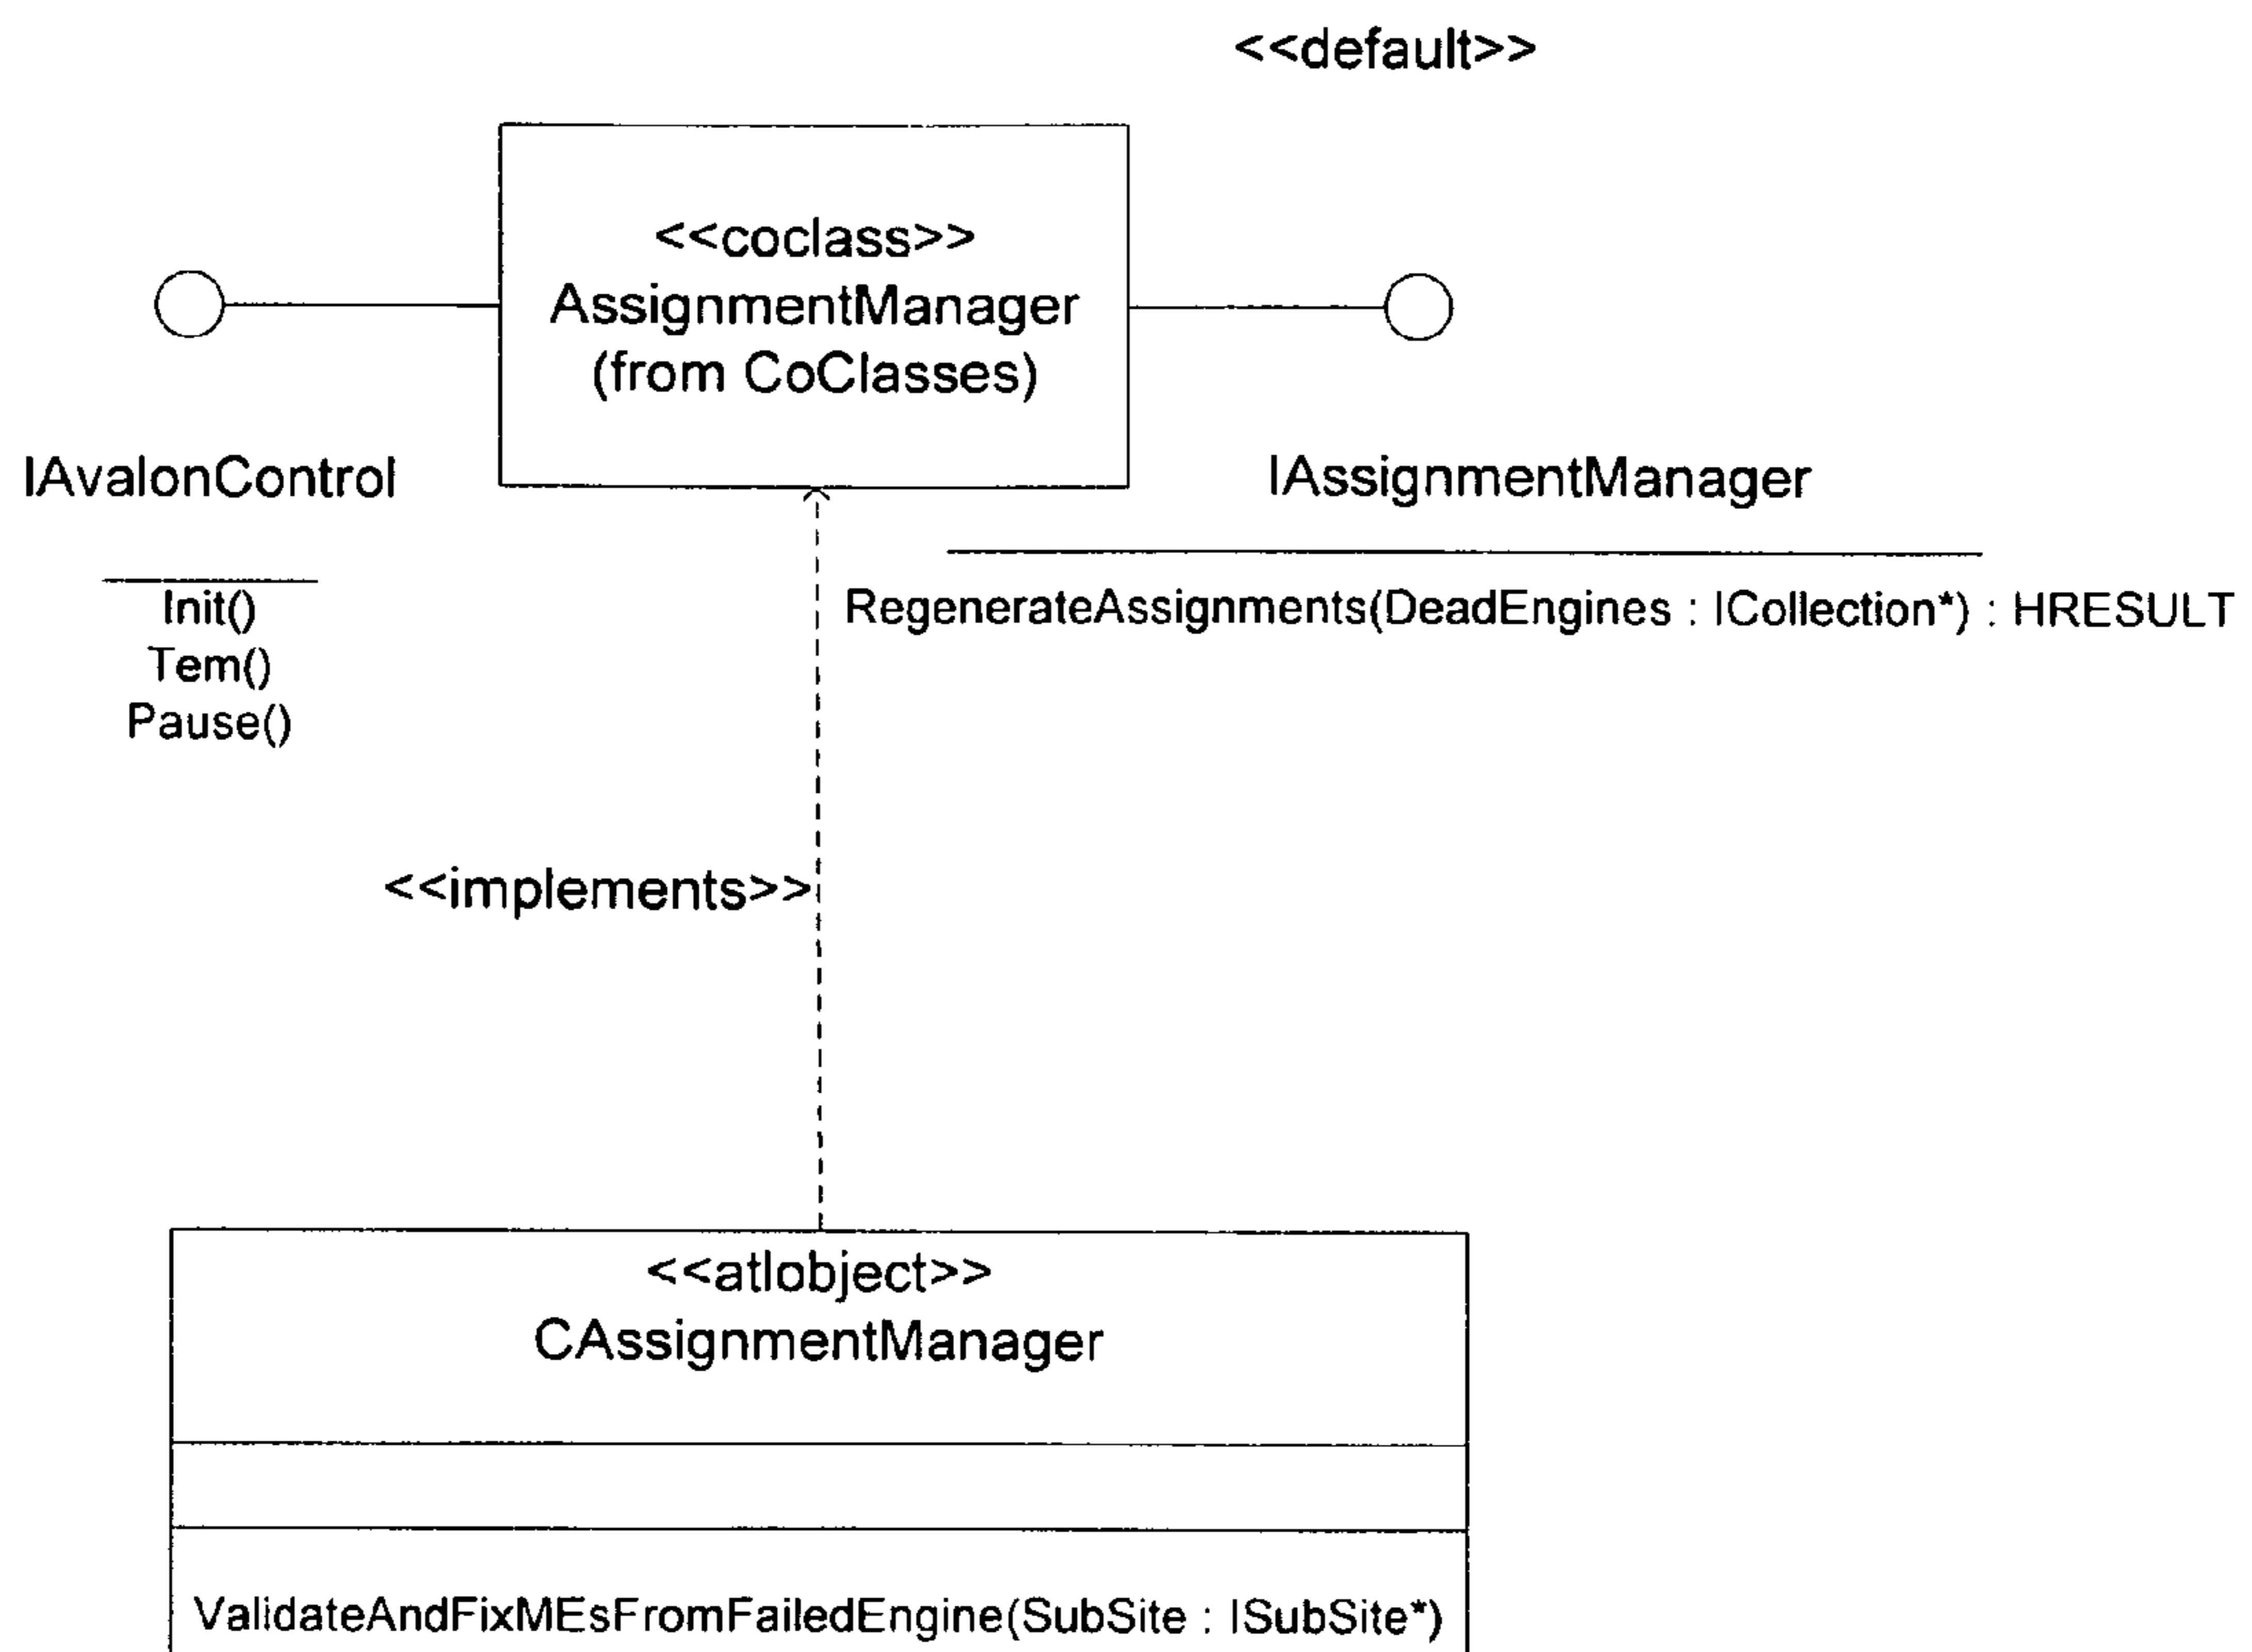 <<default>>
<<coclass>>
AssignmentManager
(from CoClasses)
IAvalonControl
Init()
Tem()
Pause()
IAssignmentManager
RegenerateAssignments(DeadEngines : ICollection*) : HRESULT
<<implements>>
<<atlobject>>
CAssignmentManager
ValidateAndFixMEsFromFailedEngine(SubSite : ISubSite*)